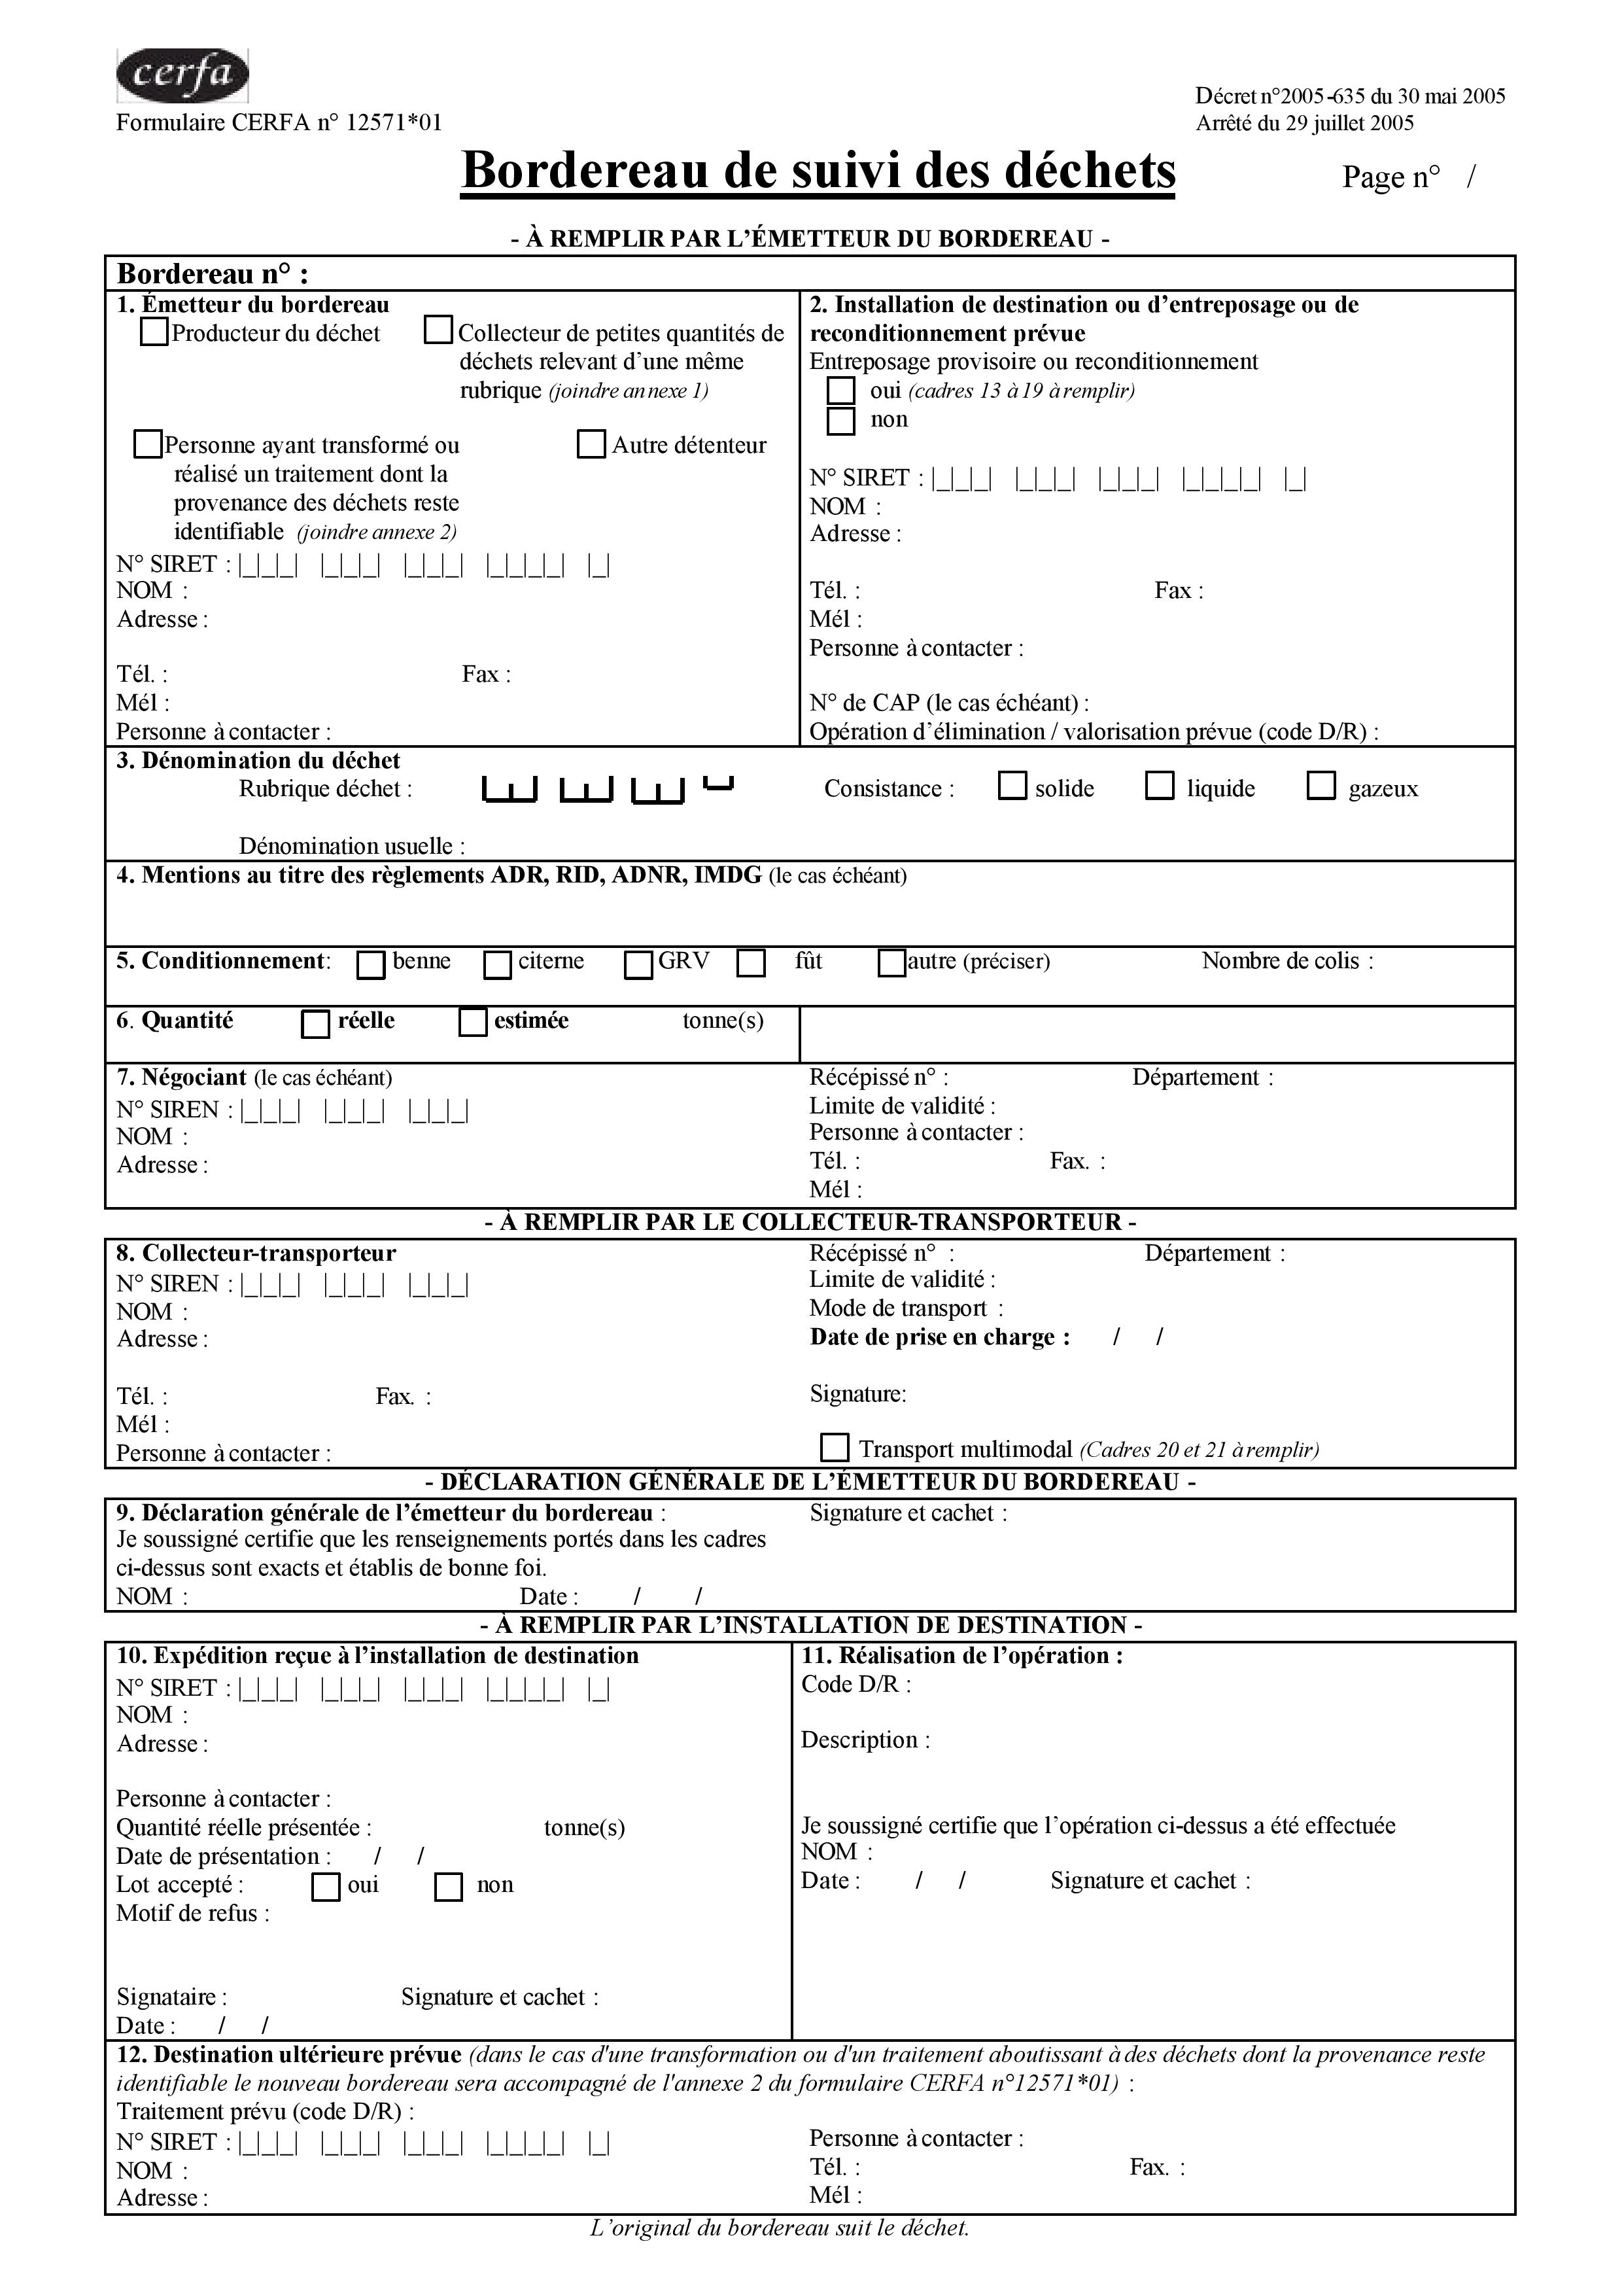 cerfa
Formulaire CERFA n° 12571*01
Décret n°2005-635 du 30 mai 2005
Arrêté du 29 juillet 2005
Bordereau de suivi des déchets
Page n° /
- À REMPLIR PAR L’ÉMETTEUR DU BORDEREAU -
Bordereau n° :
1. Émetteur du bordereau
Producteur du déchet
Collecteur de petites quantités de
déchets relevant d’une même
rubrique (joindre annexe 1)
Personne ayant transformé ou
réalisé un traitement dont la
provenance des déchets reste
identifiable (joindre annexe 2)
Autre détenteur
N° SIRET : |_|_|_| |_|_|_| |_|_|_| |_|_|_|_| |_|
NOM :
Adresse :
Tél. : Fax :
Mél :
Personne à contacter :
2. Installation de destination ou d’entreposage ou de
reconditionnement prévue
Entreposage provisoire ou reconditionnement
oui (cadres 13 à 19 à remplir)
non
N° SIRET : |_|_|_| |_|_|_| |_|_|_| |_|_|_|_| |_|
NOM :
Adresse :
Tél. : Fax :
Mél :
Personne à contacter :
N° de CAP (le cas échéant) :
Opération d’élimination / valorisation prévue (code D/R) :
3. Dénomination du déchet
Rubrique déchet : Consistance : solide liquide gazeux
Dénomination usuelle :
4. Mentions au titre des règlements ADR, RID, ADNR, IMDG (le cas échéant)
5. Conditionnement: benne citerne GRV fût autre (préciser) Nombre de colis :
6. Quantité réelle estimée tonne(s)
7. Négociant (le cas échéant)
N° SIREN : |_|_|_| |_|_|_| |_|_|_|
NOM :
Adresse :
Récépissé n° : Département :
Limite de validité :
Personne à contacter :
Tél. : Fax. :
Mél :
- À REMPLIR PAR LE COLLECTEUR-TRANSPORTEUR -
8. Collecteur-transporteur
N° SIREN : |_|_|_| |_|_|_| |_|_|_|
NOM :
Adresse :
Tél. : Fax. :
Mél :
Personne à contacter :
Récépissé n° : Département :
Limite de validité :
Mode de transport :
Date de prise en charge : / /
Signature:
Transport multimodal (Cadres 20 et 21 à remplir)
- DÉCLARATION GÉNÉRALE DE L’ÉMETTEUR DU BORDEREAU -
9. Déclaration générale de l’émetteur du bordereau :
Je soussigné certifie que les renseignements portés dans les cadres
ci-dessus sont exacts et établis de bonne foi.
NOM : Date : / /
Signature et cachet :
- À REMPLIR PAR L’INSTALLATION DE DESTINATION -
10. Expédition reçue à l’installation de destination
N° SIRET : |_|_|_| |_|_|_| |_|_|_| |_|_|_|_| |_|
NOM :
Adresse :
Personne à contacter :
Quantité réelle présentée : tonne(s)
Date de présentation : / /
Lot accepté : oui non
Motif de refus :
Signataire : Signature et cachet :
Date : / /
11. Réalisation de l’opération :
Code D/R :
Description :
Je soussigné certifie que l’opération ci-dessus a été effectuée
NOM :
Date : / / Signature et cachet :
12. Destination ultérieure prévue (dans le cas d'une transformation ou d'un traitement aboutissant à des déchets dont la provenance reste
identifiable le nouveau bordereau sera accompagné de l'annexe 2 du formulaire CERFA n°12571*01) :
Traitement prévu (code D/R) :
N° SIRET : |_|_|_| |_|_|_| |_|_|_| |_|_|_|_| |_|
NOM :
Adresse :
Personne à contacter :
Tél. : Fax. :
Mél :
L’original du bordereau suit le déchet.